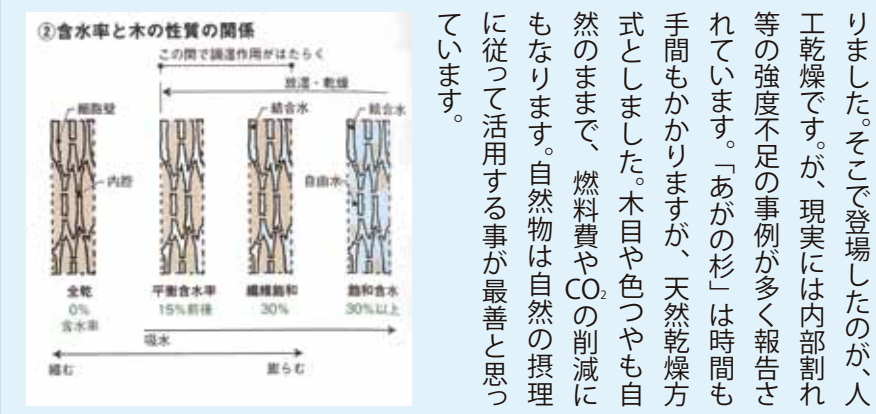 りました。そこで登場したのが、人
工乾燥です。が、現実には内部割れ
等の強度不足の事例が多く報告さ
れています。「あがの杉」は時間も
手間もかかりますが、天然乾燥方
式としました。木目や色つやも自
然のままで、燃料費やCO₂の削減に
もなります。自然物は自然の摂理
に従って活用する事が最善と思っ
ています。
②含水率と木の性質の関係
この間で調湿作用がはたらく
放湿・乾燥
細胞壁
結合水
結合水
内腔
自由水
全乾
平衡含水率
繊維飽和
飽和含水
0%
15%前後
30%
30%以上
含水率
吸水
縮む
膨らむ